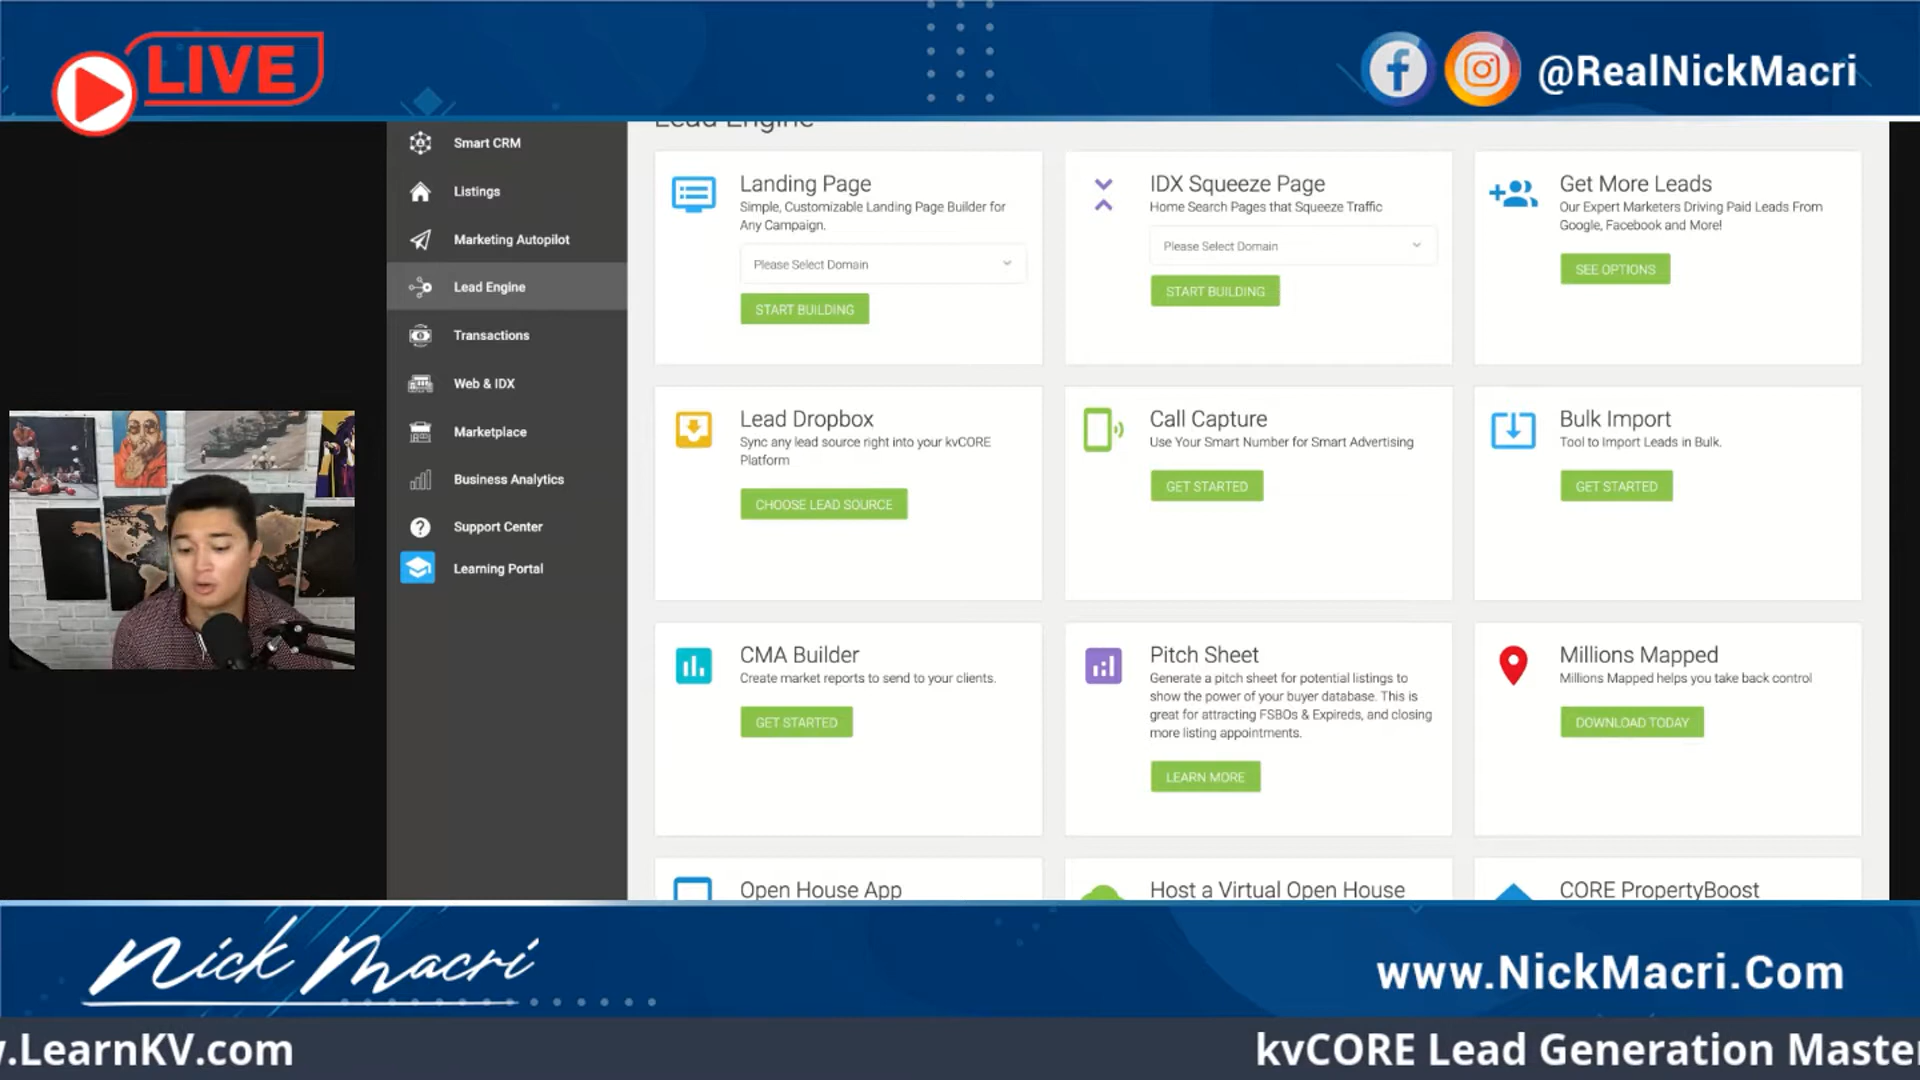 LIVE
@RealNickMacri
Lead Engine
Smart CRM
Listings
Marketing Autopilot
Lead Engine
Transactions
Web & IDX
Marketplace
Business Analytics
Support Center
Learning Portal
Landing Page
Simple, Customizable Landing Page Builder for
Any Campaign.
Please Select Domain
START BUILDING
IDX Squeeze Page
Home Search Pages that Squeeze Traffic
Please Select Domain
START BUILDING
Get More Leads
Our Expert Marketers Driving Paid Leads From
Google, Facebook and More!
SEE OPTIONS
Lead Dropbox
Sync any lead source right into your kvCORE
Platform
CHOOSE LEAD SOURCE
Call Capture
Use Your Smart Number for Smart Advertising
GET STARTED
Bulk Import
Tool to Import Leads in Bulk.
GET STARTED
CMA Builder
Create market reports to send to your clients.
GET STARTED
Pitch Sheet
Generate a pitch sheet for potential listings to
show the power of your buyer database. This is
great for attracting FSBOs & Expireds, and closing
more listing appointments.
LEARN MORE
Millions Mapped
Millions Mapped helps you take back control
DOWNLOAD TODAY
Open House App
Host a Virtual Open House
CORE PropertyBoost
Nick Macri
www.NickMacri.Com
.LearnKV.com
kvCORE Lead Generation Maste